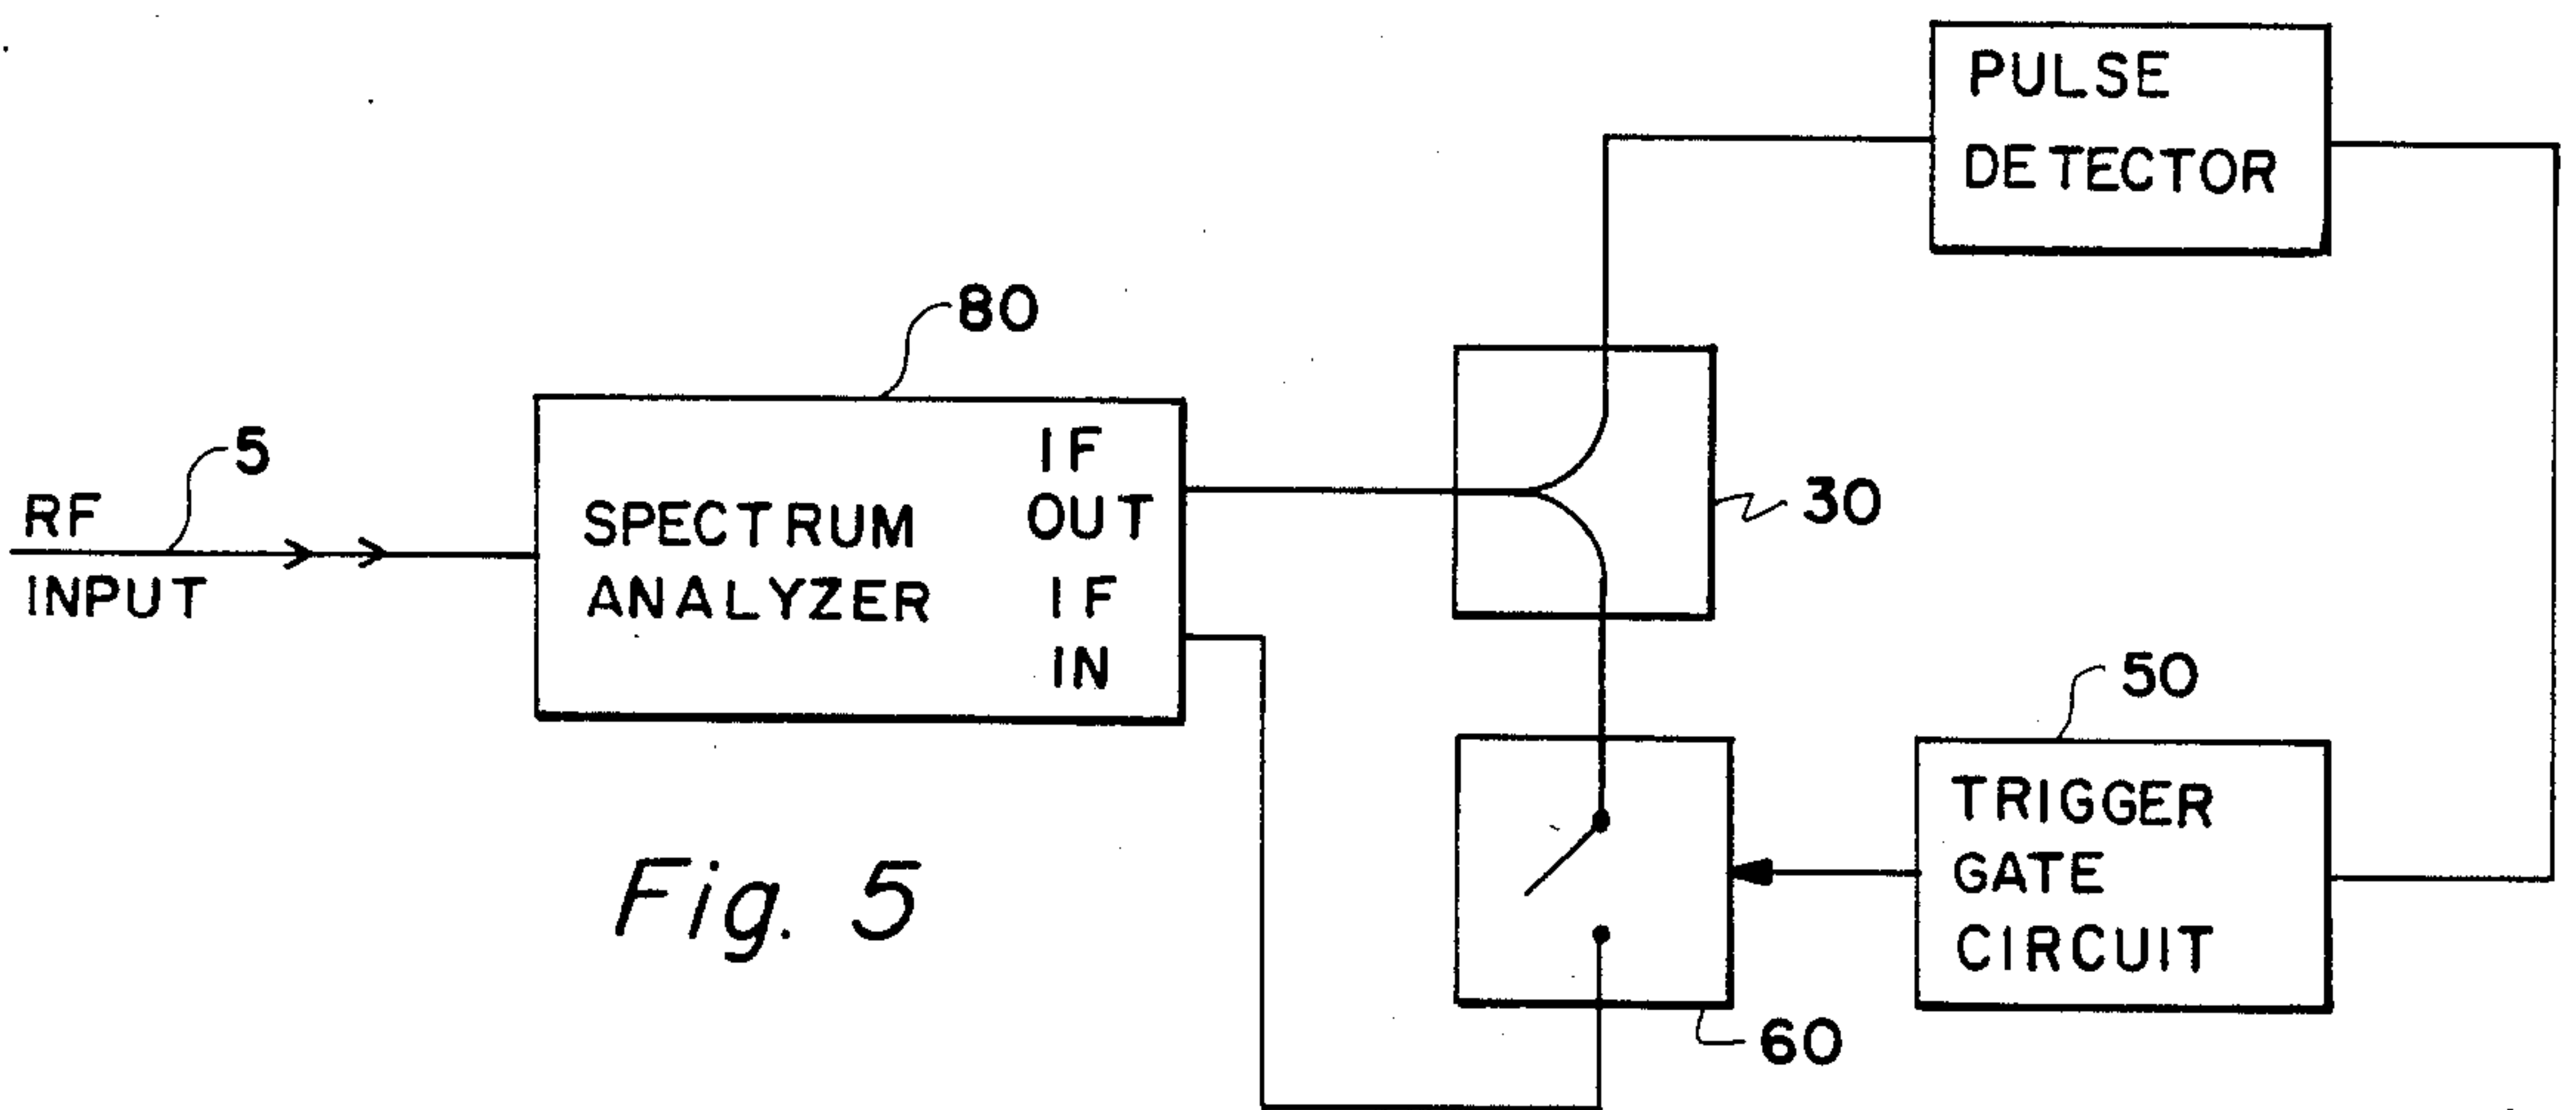 PULSE
DETECTOR
80
5
RF
INPUT
SPECTRUM
ANALYZER
IF
OUT
IF
IN
30
50
TRIGGER
GATE
CIRCUIT
60
Fig. 5